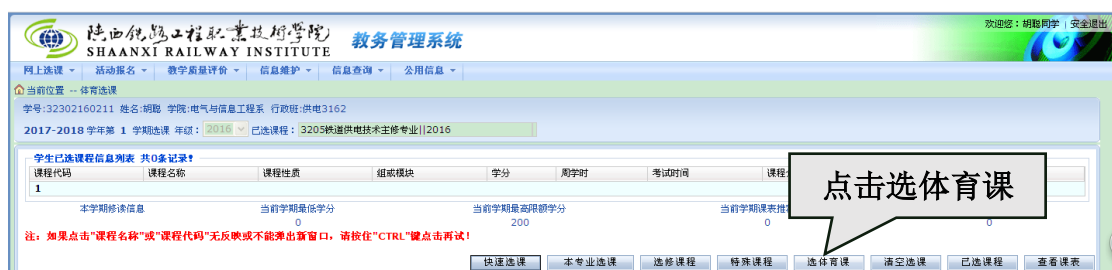 欢迎您：胡聪同学 | 安全退出
陕西铁路工程职业技术学院
SHAANXI RAILWAY INSTITUTE
教务管理系统
网上选课 活动报名 教学质量评价 信息维护 信息查询 公用信息
当前位置 -- 体育选课
学号:32302160211 姓名:胡聪 学院:电气与信息工程系 行政班:供电3162
2017-2018 学年第 1 学期选课 年级：2016 已选课程：3205铁道供电技术主修专业||2016
学生已选课程信息列表 共0条记录!
课程代码 课程名称 课程性质 组或模块 学分 周学时 考试时间
1
点击选体育课
本学期修读信息 当前学期最低学分 当前学期最高限额学分
0 200 0 0
注：如果点击"课程名称"或"课程代码"无反映或不能弹出新窗口，请按住"CTRL"键点击再试！
快速选课 本专业选课 选修课程 特殊课程 选体育课 清空选课 已选课程 查看课表